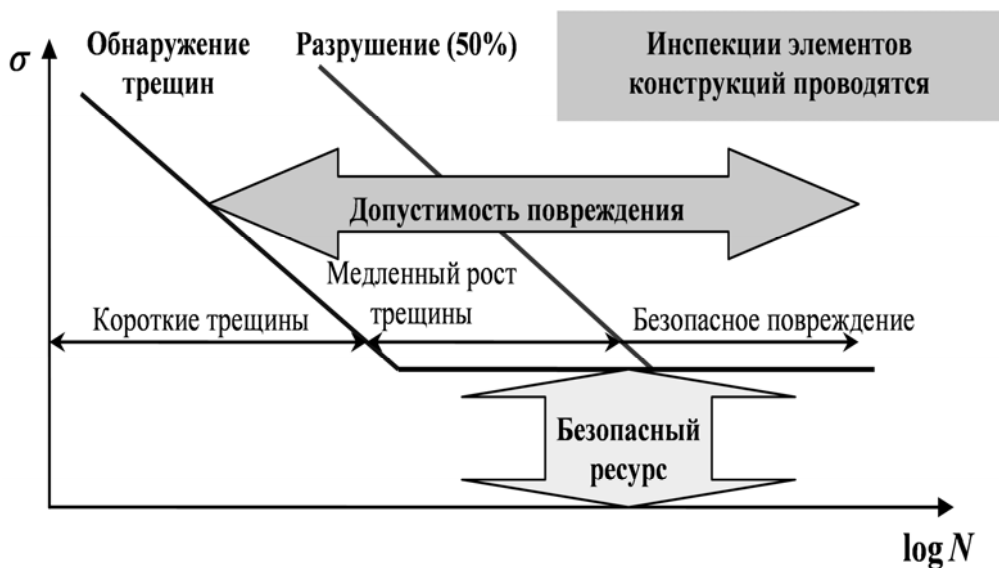 σ
Обнаружение
трещин
Разрушение (50%)
Инспекции элементов
конструкций проводятся
Допустимость повреждения
Медленный рост
трещины
Короткие трещины
Безопасное повреждение
Безопасный
ресурс
log N